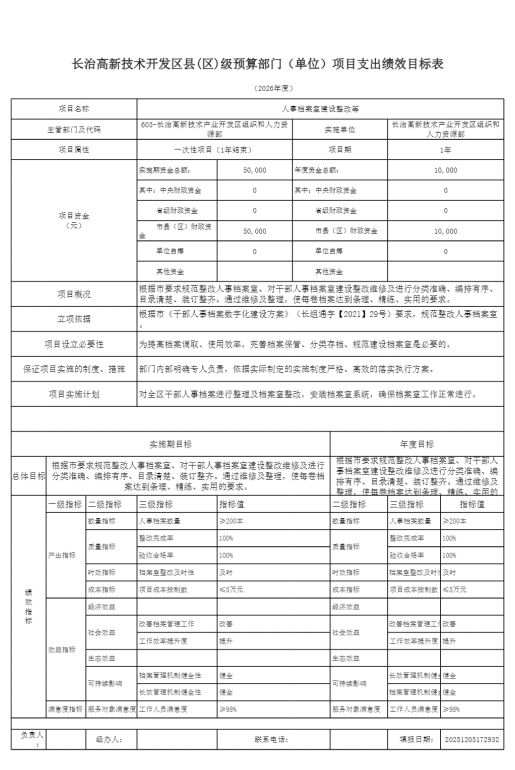 长治高新技术开发区县(区)级预算部门（单位）项目支出绩效目标表
（2026年度）
项目名称 人事档案室建设整改等
主管部门及代码 603-长治高新技术产业开发区组织和人力资源部 实施单位 长治高新技术产业开发区组织和人力资源部
项目属性 一次性项目（1年结束） 项目期 1年
项目资金（元） 实施期资金总额： 50,000 年度资金总额： 10,000
其中：中央财政资金 0 其中：中央财政资金 0
省级财政资金 0 省级财政资金 0
市县（区）财政资金 50,000 市县（区）财政资金 10,000
单位自筹 0 单位自筹 0
其他资金 其他资金
项目概况 根据市要求规范整改人事档案室、对干部人事档案室建设整改维修及进行分类准确、编排有序、
目录清楚、装订整齐。通过维修及整理，使每卷档案达到条理、精练、实用的要求。
立项依据 根据市《干部人事档案数字化建设方案》（长组通字【2021】29号）要求，规范整改人事档案室
。
项目设立必要性 为提高档案调取、使用效率，完善档案保管、分类存档、规范建设档案室是必要的。
保证项目实施的制度、措施 部门内部明确专人负责，依据实际制定的实施制度严格、高效的落实执行方案。
项目实施计划 对全区干部人事档案进行整理及档案室整改，安装档案室系统，确保档案室工作正常进行。
实施期目标 年度目标
总体目标 根据市要求规范整改人事档案室、对干部人事档案室建设整改维修及进行
分类准确、编排有序、目录清楚、装订整齐。通过维修及整理，使每卷档
案达到条理、精练、实用的要求。
根据市要求规范整改人事档案室、对干部人
事档案室建设整改维修及进行分类准确、编
排有序、目录清楚、装订整齐。通过维修及
整理，使每卷档案达到条理、精练、实用的
绩效指标
一级指标 二级指标 三级指标 指标值 二级指标 三级指标 指标值
产出指标 数量指标 人事档案数量 ≥200本 数量指标 人事档案数量 ≥200本
质量指标 整改完成率 100% 质量指标 整改完成率 100%
验收合格率 100% 验收合格率 100%
时效指标 档案室整改及时性 及时 时效指标 档案室整改及时 及时
成本指标 项目成本控制数 ≤5万元 成本指标 项目成本控制数 ≤5万元
效益指标 经济效益 经济效益
社会效益 改善档案管理工作 改善 社会效益 改善档案管理工作 改善
工作效率提升度 提升 工作效率提升度 提升
生态效益 生态效益
可持续影响 档案管理机制健全性 健全 可持续影响 长效管理机制健全 健全
长效管理机制健全性 健全 档案管理机制健全 健全
满意度指标 服务对象满意度 工作人员满意度 ≥98% 服务对象满意度 工作人员满意度 ≥98%
负责人： 经办人： 联系电话： 填报日期： 20251205172932